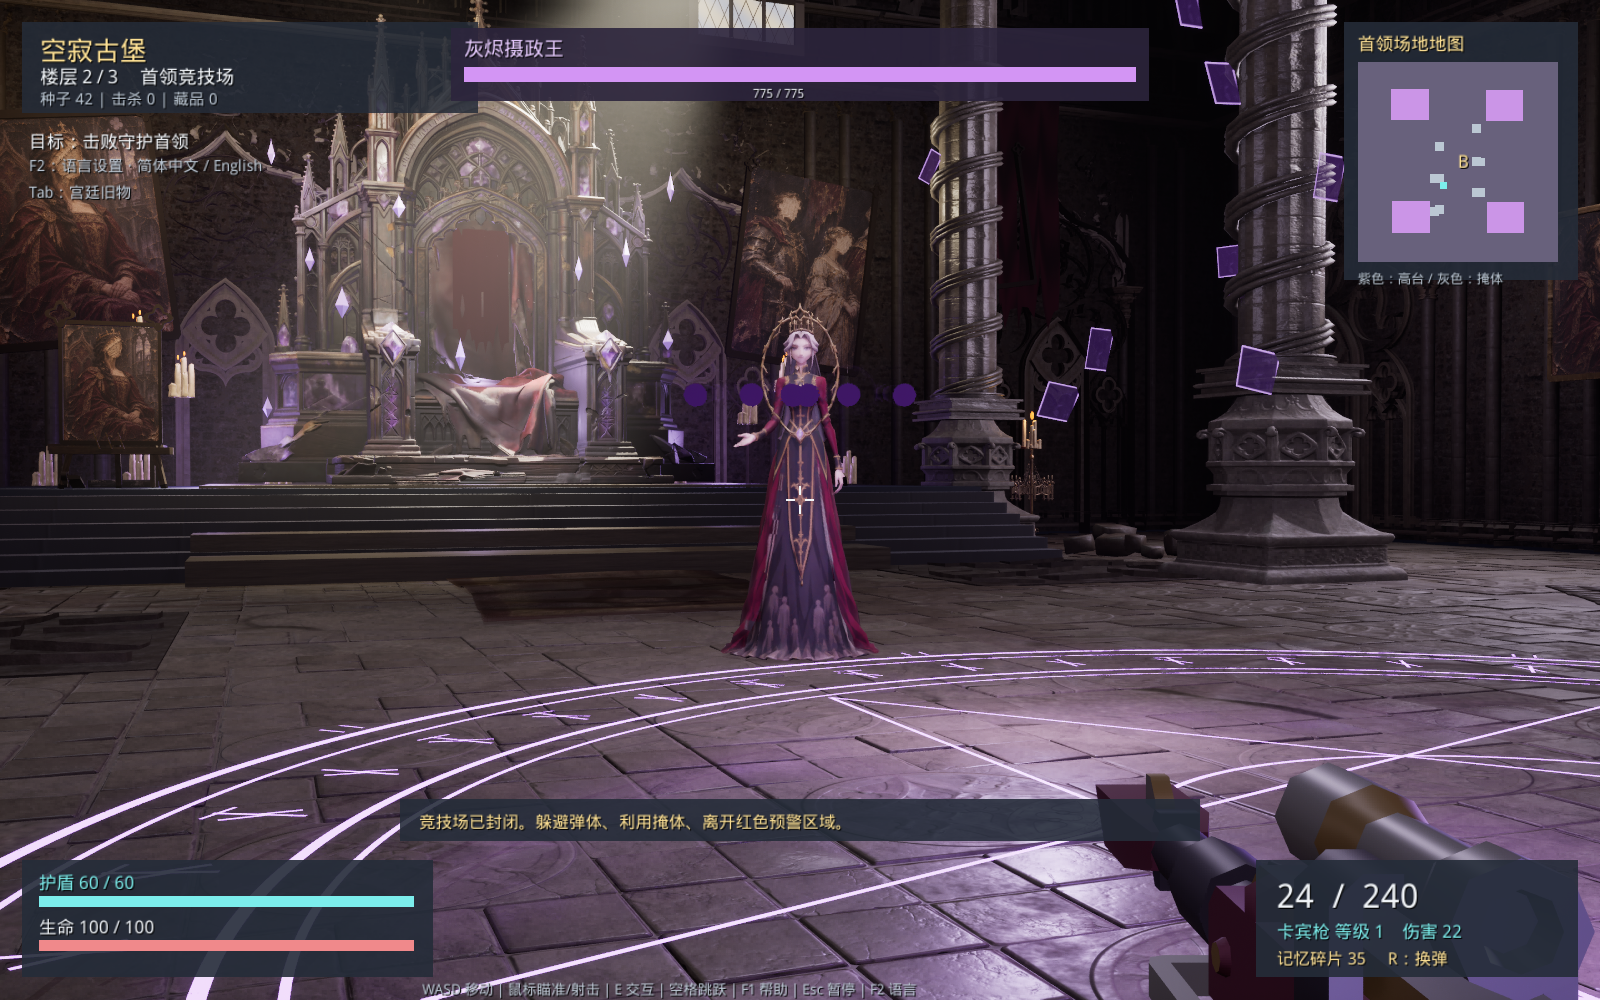 空寂古堡
楼层 2 / 3 首领竞技场
种子 42 | 击杀 0 | 藏品 0
目标：击败守护首领
F2：语言设置 · 简体中文 / English
Tab：宫廷旧物
灰烬摄政王
775 / 775
首领场地地图
B
紫色：高台 / 灰色：掩体
竞技场已封闭。躲避弹体、利用掩体、离开红色预警区域。
护盾 60 / 60
生命 100 / 100
24 / 240
卡宾枪 等级 1 伤害 22
记忆碎片 35 R：换弹
WASD 移动 | 鼠标瞄准/射击 | E 交互 | 空格跳跃 | F1 帮助 | Esc 暂停 | F2 语言